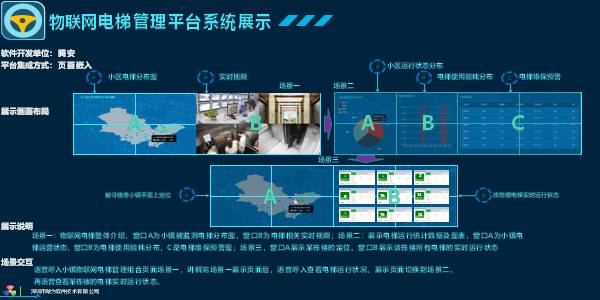 物联网电梯管理平台系统展示
软件开发单位：腾安
平台集成方式：页面嵌入
小区电梯分布图
实时视频
场景一
场景二
小区运行状态分布
电梯使用能耗分布
电梯维保预警
展示画面布局
A
B
A
B
C
场景三
被寻楼房小镇平面上定位
A
B
改栋楼电梯实时运行状态
展示说明
场景一：物联网电梯整体介绍，窗口A为小镇被监测电梯分布图，窗口B为电梯相关实时视频；场景二：展示电梯运行统计数据及图表，窗口A为小镇电
梯运营状态，窗口B为电梯使用能耗分布，C是电梯维保预警图；场景三，窗口A展示某栋楼的定位，窗口B展示该栋楼所有电梯的实时运行状态
场景交互
语音呼入小镇物联网电梯管理组合页面场景一，讲解完场景一展示页面后，语音呼入查看电梯运行状况，展示页面切换到场景二。
再语音查看某栋楼的电梯实时运行状态。